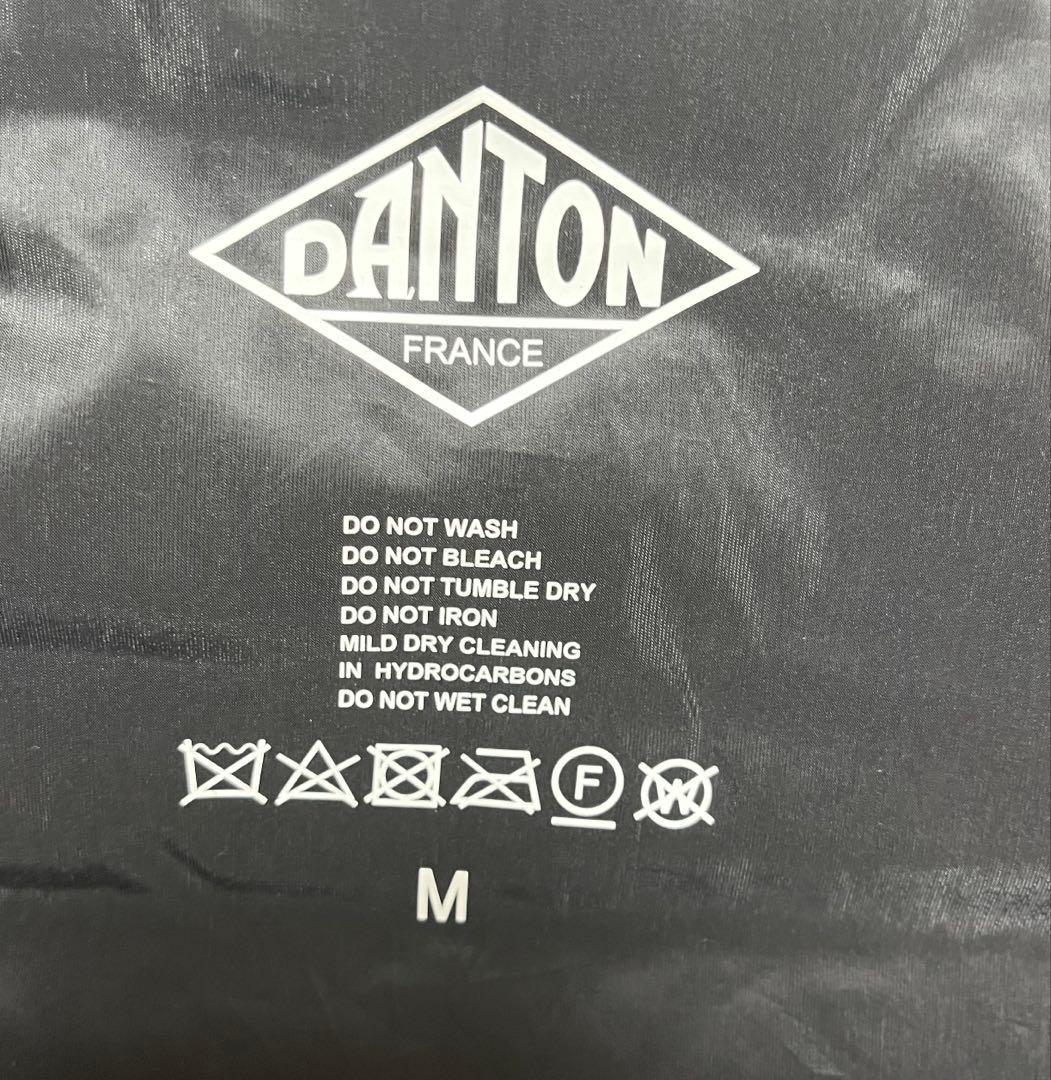 DANTON
FRANCE
DO NOT WASH
DO NOT BLEACH
DO NOT TUMBLE DRY
DO NOT IRON
MILD DRY CLEANING
IN HYDROCARBONS
DO NOT WET CLEAN
F W
M